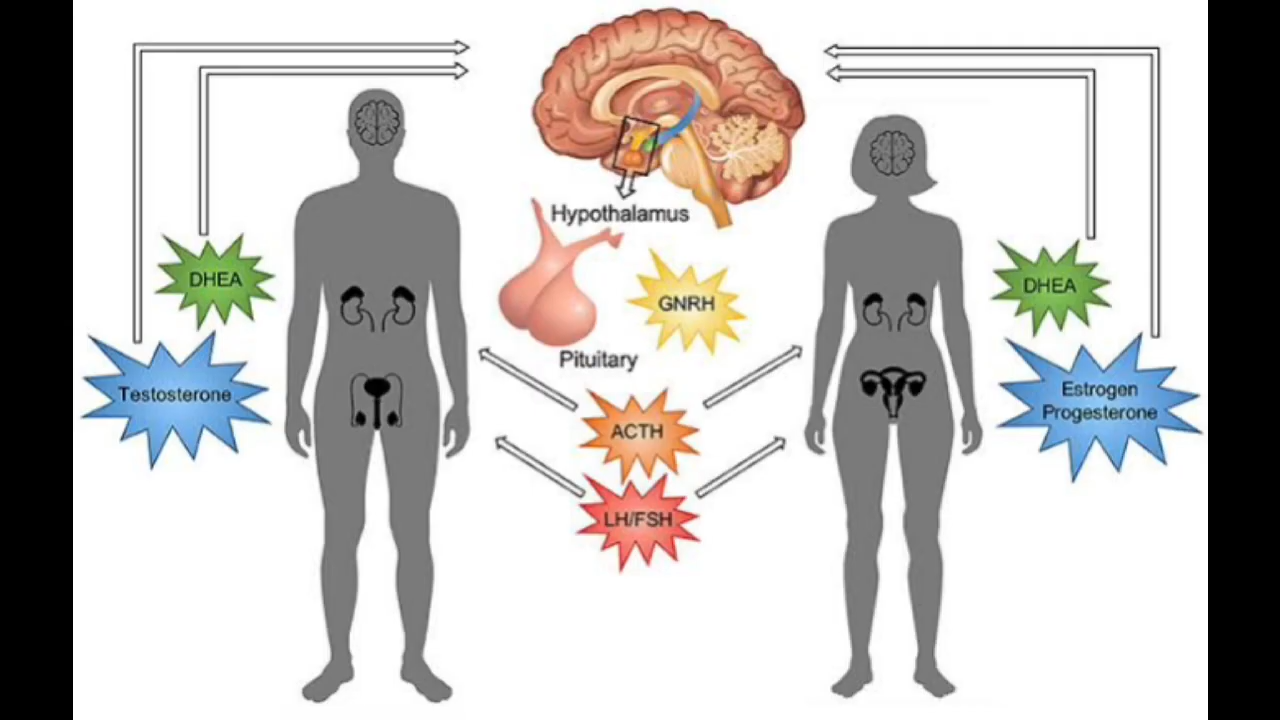 Hypothalamus
DHEA
GNRH
DHEA
Pituitary
Testosterone
Estrogen
Progesterone
ACTH
LH/FSH